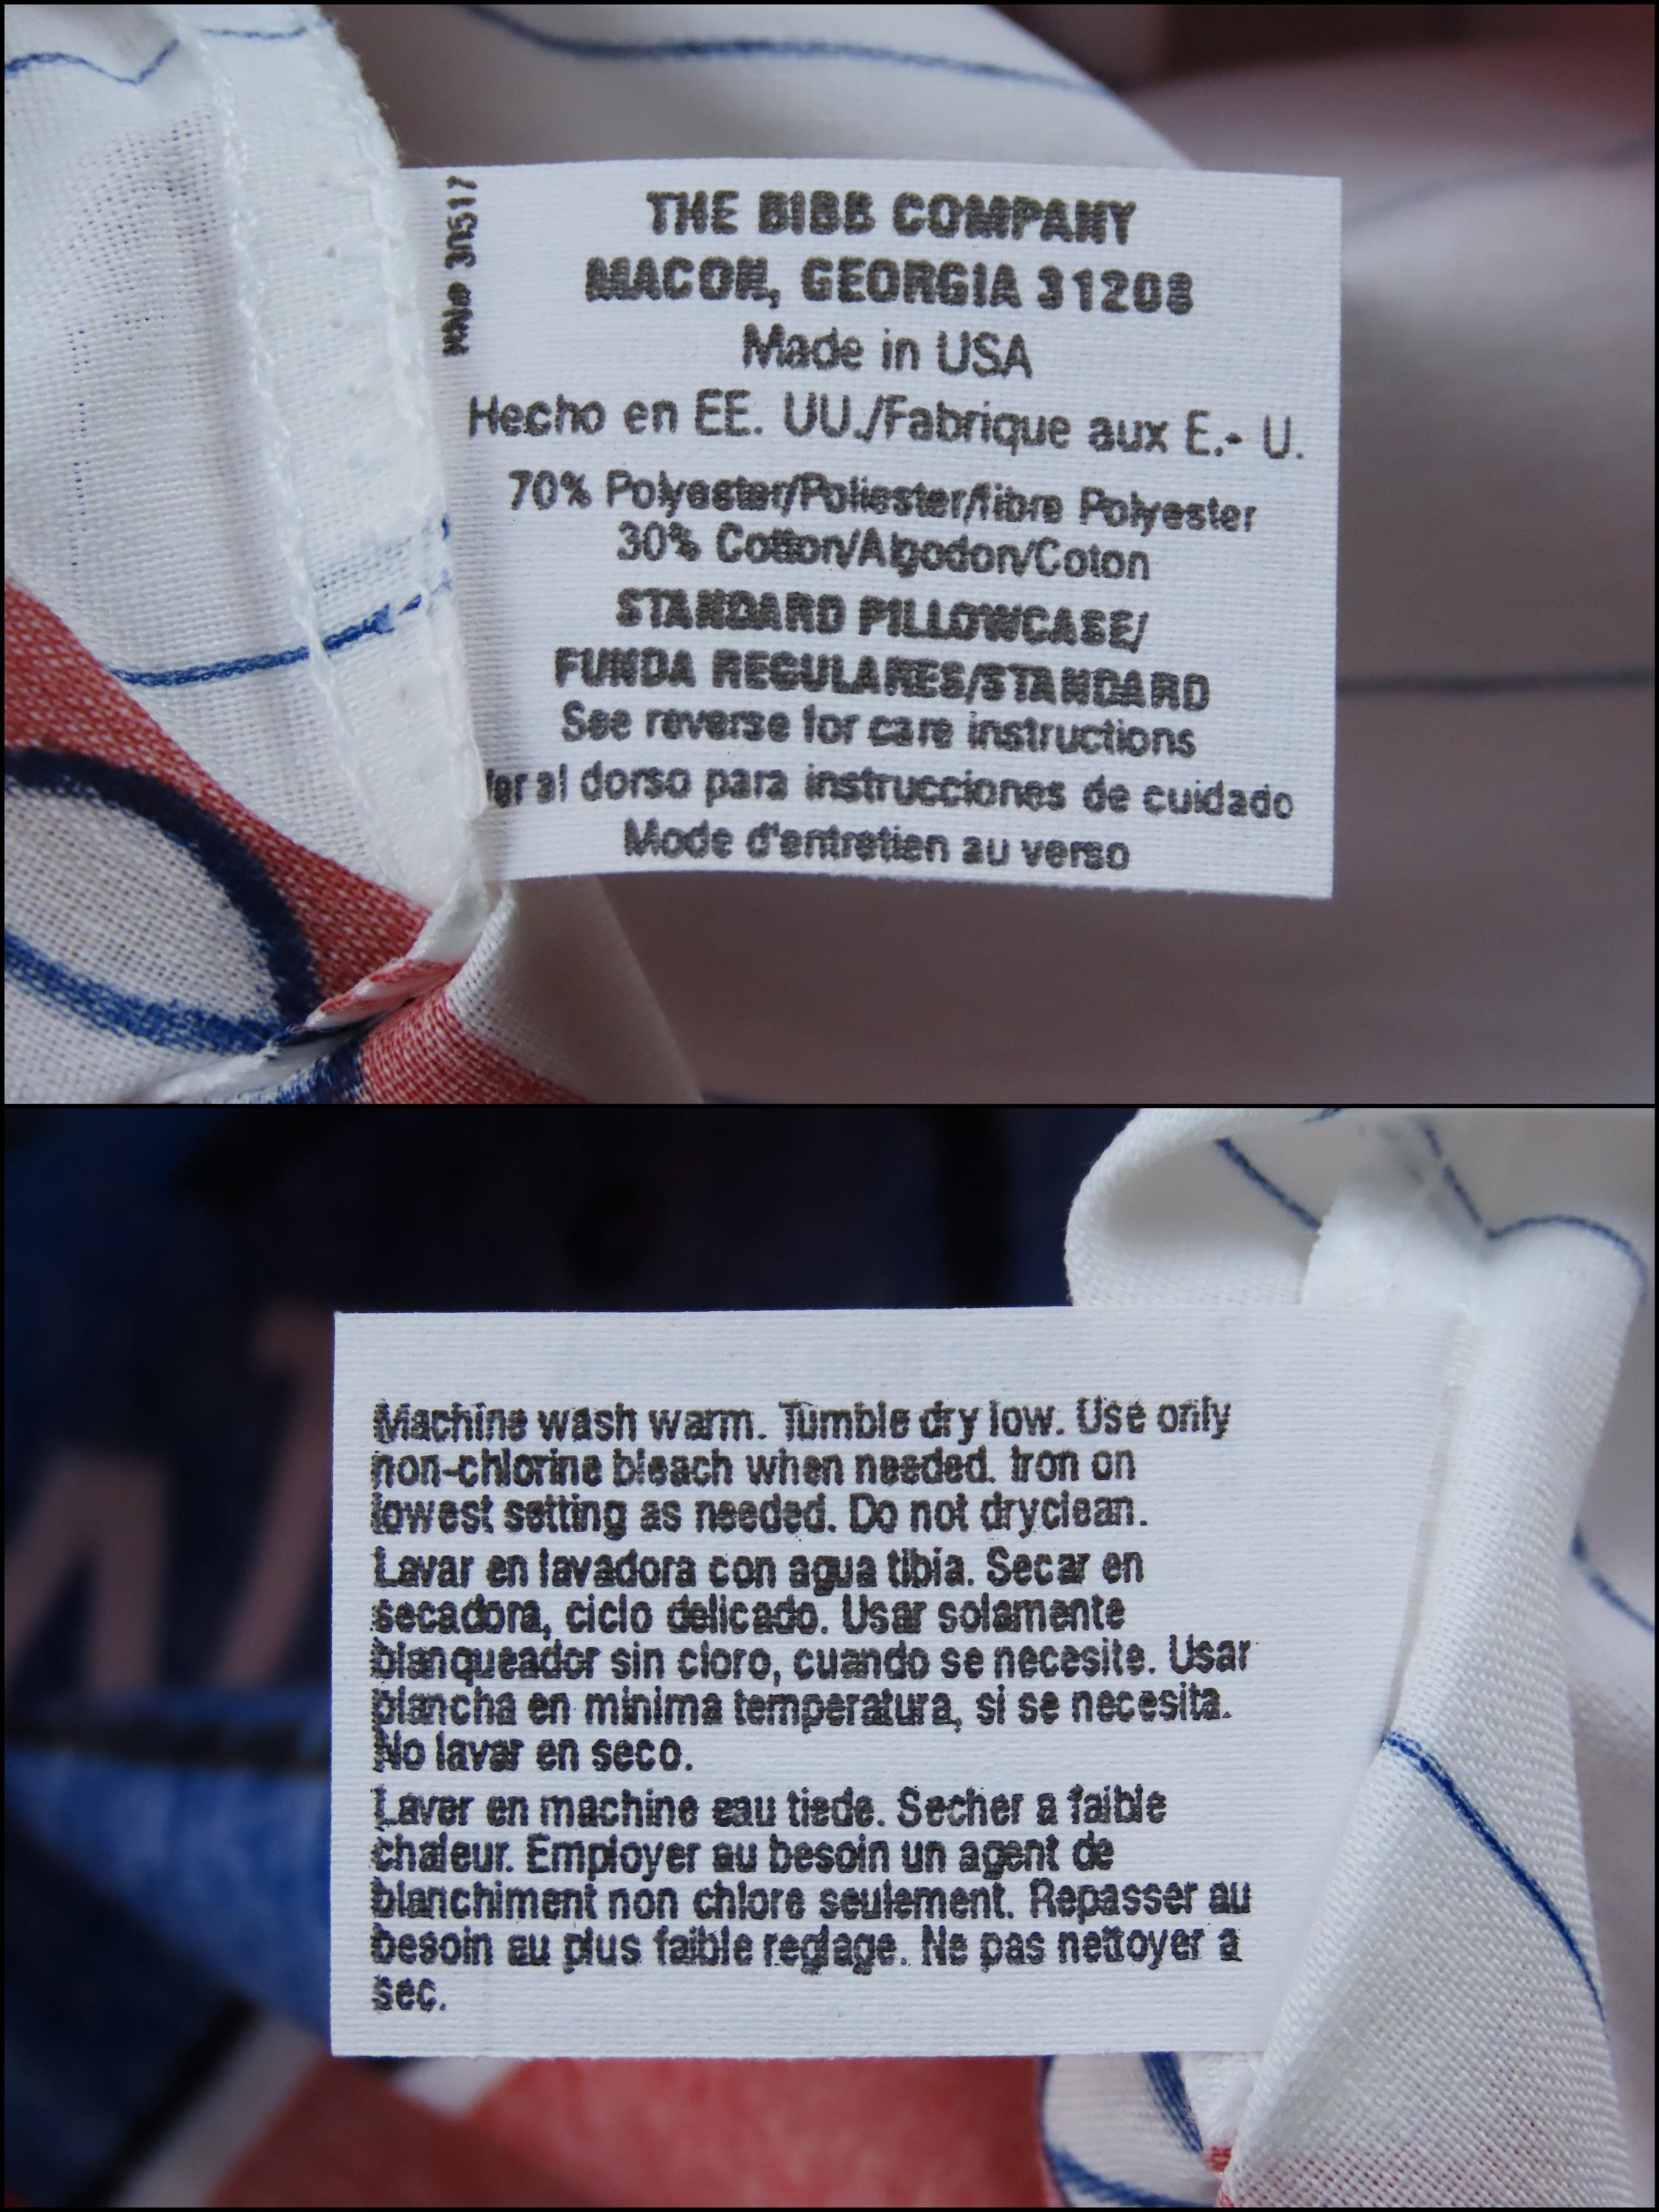 RNo 30517
THE BIBB COMPANY
MACON, GEORGIA 31208
Made in USA
Hecho en EE. UU./Fabrique aux E.- U.
70% Polyester/Poliester/fibre Polyester
30% Cotton/Algodon/Coton
STANDARD PILLOWCASE/
FUNDA REGULARES/STANDARD
See reverse for care instructions
al dorso para instrucciones de cuidado
Mode d'entretien au verso
Machine wash warm. Tumble dry low. Use only
non-chlorine bleach when needed. Iron on
lowest setting as needed. Do not dryclean.
Lavar en lavadora con agua tibia. Secar en
secadora, ciclo delicado. Usar solamente
blanqueador sin cloro, cuando se necesite. Usar
plancha en minima temperatura, si se necesita.
No lavar en seco.
Laver en machine eau tiede. Secher a faible
chaleur. Employer au besoin un agent de
blanchiment non chlore seulement. Repasser au
besoin au plus faible reglage. Ne pas nettoyer a
sec.